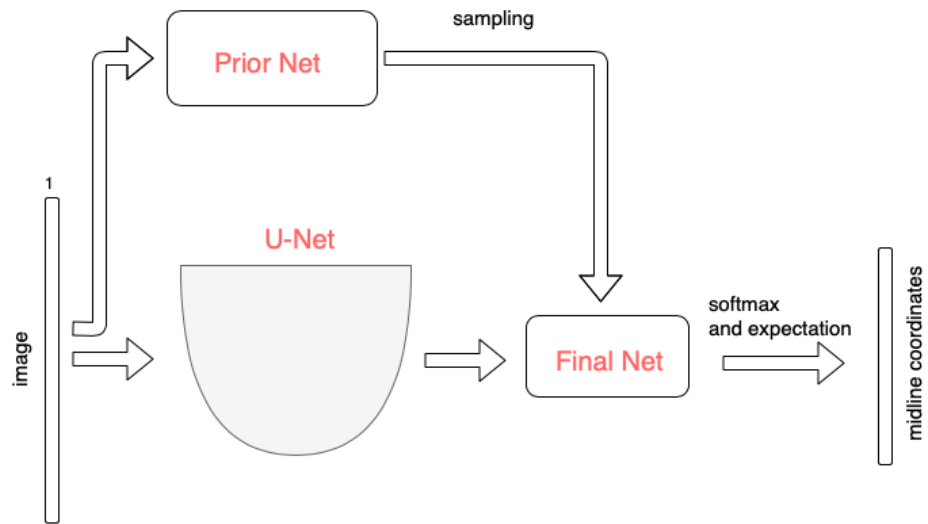 sampling
Prior Net
1
U-Net
image
softmax
and expectation
Final Net
midline coordinates